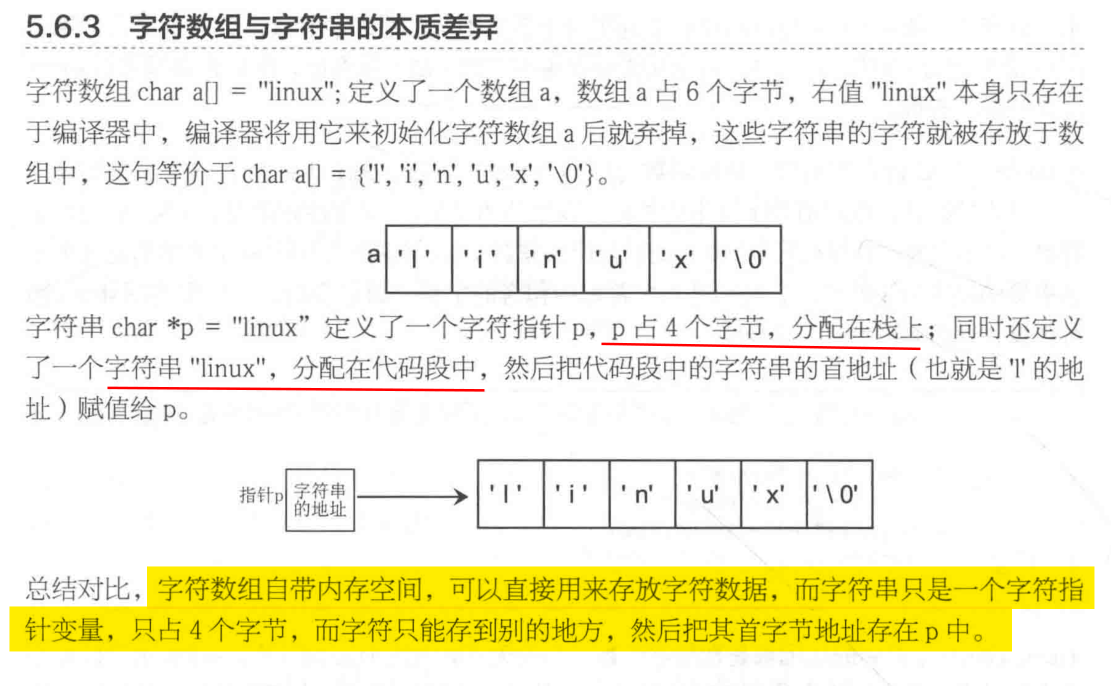 5.6.3 字符数组与字符串的本质差异
字符数组 char a[] = "linux"; 定义了一个数组 a，数组 a 占 6 个字节，右值 "linux" 本身只存在
于编译器中，编译器将用它来初始化字符数组 a 后就弃掉，这些字符串的字符就被存放于数
组中，这句等价于 char a[] = {'l', 'i', 'n', 'u', 'x', '\0'}。
a 'l' 'i' 'n' 'u' x' '\0'
字符串 char *p = "linux” 定义了一个字符指针 p，p 占 4 个字节，分配在栈上；同时还定义
了一个字符串 "linux"，分配在代码段中，然后把代码段中的字符串的首地址（也就是 'l' 的地
址）赋值给 p。
指针p 字符串 'l' 'i' 'n' 'u' 'x' '\0'
的地址
总结对比，字符数组自带内存空间，可以直接用来存放字符数据，而字符串只是一个字符指
针变量，只占 4 个字节，而字符只能存到别的地方，然后把其首字节地址存在 p 中。